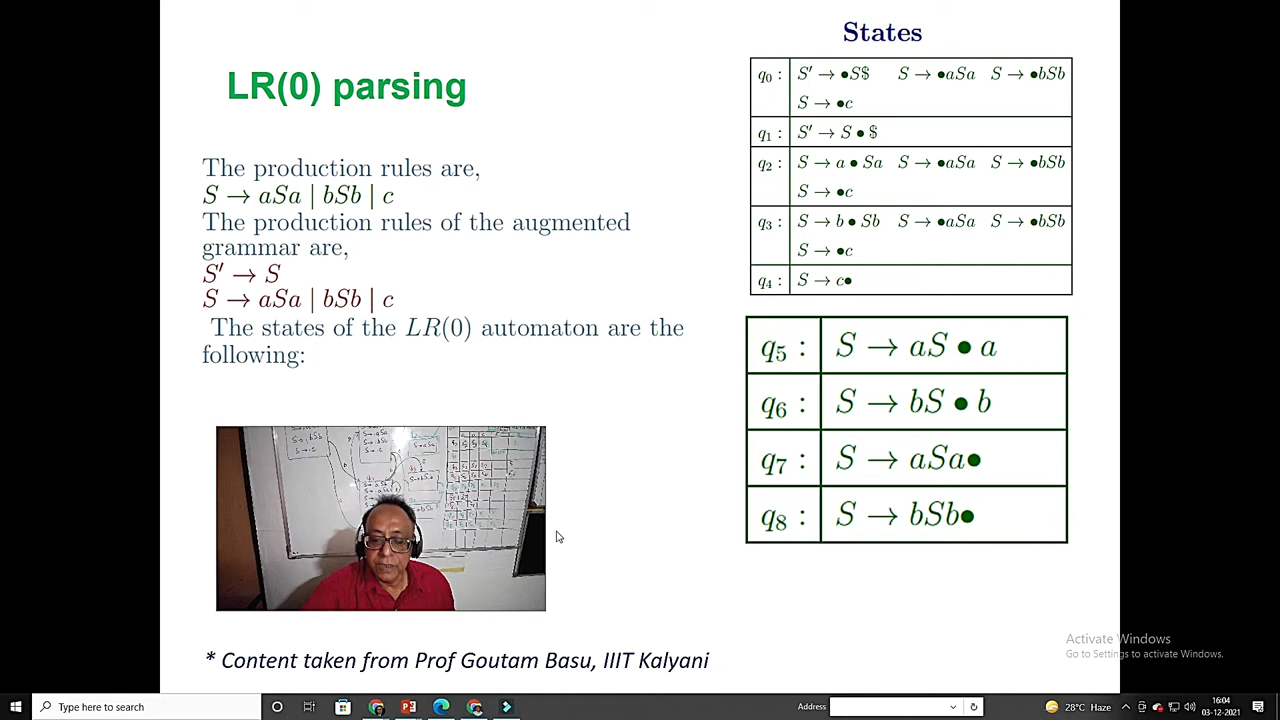 LR(0) parsing
The production rules are,
S → aSa | bSb | c
The production rules of the augmented
grammar are,
S′ → S
S → aSa | bSb | c
The states of the LR(0) automaton are the
following:
* Content taken from Prof Goutam Basu, IIIT Kalyani
States
q₀ : S′ → •S$ S → •aSa S → •bSb
S → •c
q₁ : S′ → S • $
q₂ : S → a • Sa S → •aSa S → •bSb
S → •c
q₃ : S → b • Sb S → •aSa S → •bSb
S → •c
q₄ : S → c•
q₅ : S → aS • a
q₆ : S → bS • b
q₇ : S → aSa•
q₈ : S → bSb•
Activate Windows
Go to Settings to activate Windows.
Type here to search
Address
28°C Haze
16:04
03-12-2021